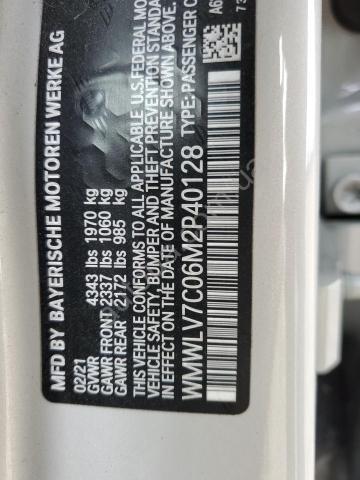 MFD BY BAYERISCHE MOTOREN WERKE AG
02/21
GVWR 4343 lbs 1970 kg
GAWR FRONT 2337 lbs 1060 kg
GAWR REAR 2172 lbs 985 kg
THIS VEHICLE CONFORMS TO ALL APPLICABLE U.S.FEDERAL MO
VEHICLE SAFETY, BUMPER AND THEFT PREVENTION STANDA
IN EFFECT ON THE DATE OF MANUFACTURE SHOWN ABOVE.
WMWLV7C06M2P40128 TYPE: PASSENGER C